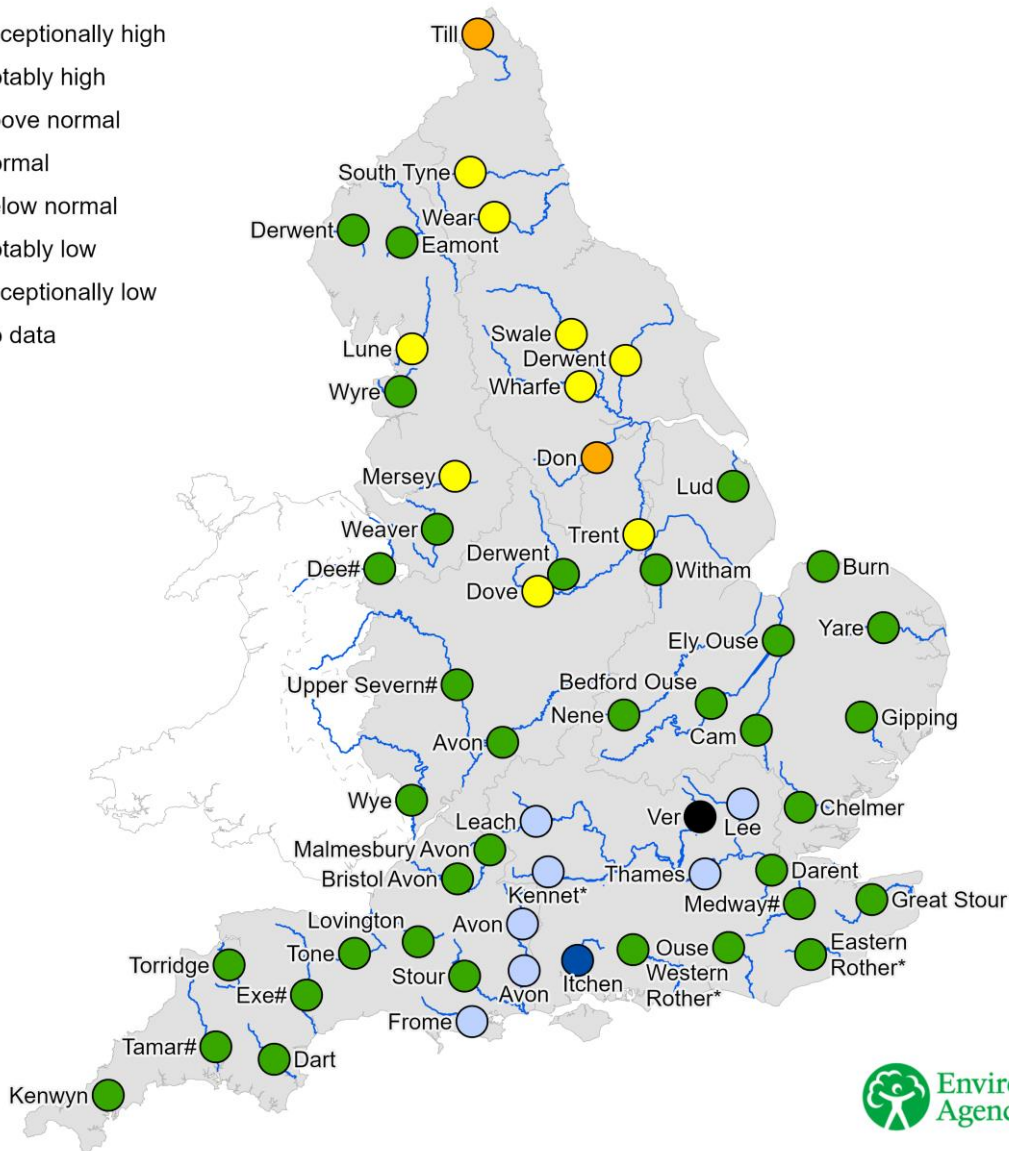 ceptionally high
tably high
ove normal
ormal
low normal
tably low
ceptionally low
data
Till
South Tyne
Wear
Derwent
Eamont
Swale
Lune
Derwent
Wharfe
Wyre
Don
Mersey
Lud
Weaver
Trent
Derwent
Dee#
Witham
Burn
Dove
Yare
Ely Ouse
Upper Severn#
Bedford Ouse
Nene
Gipping
Cam
Avon
Wye
Leach
Ver
Lee
Chelmer
Malmesbury Avon
Bristol Avon
Kennet*
Thames
Darent
Medway#
Great Stour
Lovington
Avon
Tone
Ouse
Eastern
Rother*
Torridge
Stour
Avon
Itchen
Western
Rother*
Exe#
Frome
Tamar#
Dart
Kenwyn
Enviro
Agenc